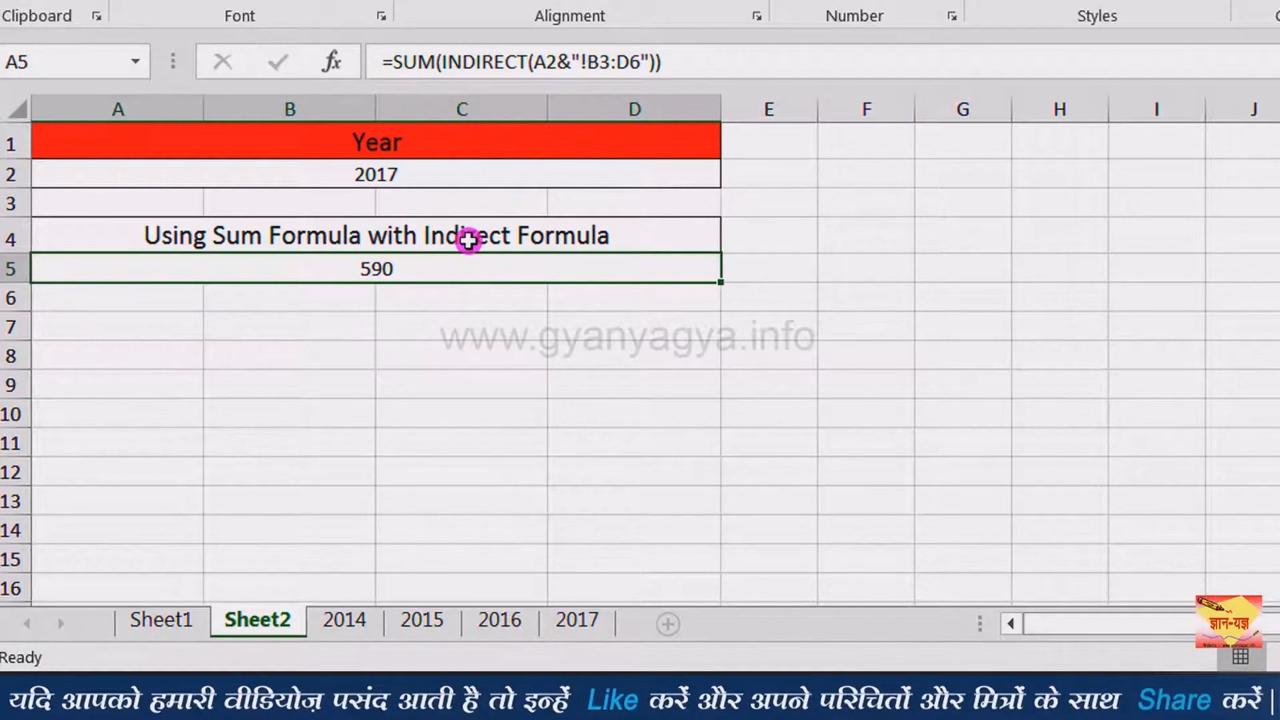 Clipboard Font Alignment Number Styles
A5 fx =SUM(INDIRECT(A2&"!B3:D6"))
A B C D E F G H I J
1 Year
2 2017
3
4 Using Sum Formula with Indirect Formula
5 590
6
7
www.gyanyagya.info
8
9
10
11
12
13
14
15
16
Sheet1 Sheet2 2014 2015 2016 2017
ज्ञान-यज्ञ
Ready
यदि आपको हमारी वीडियोज़ पसंद आती है तो इन्हें Like करें और अपने परिचितों और मित्रों के साथ Share करें |